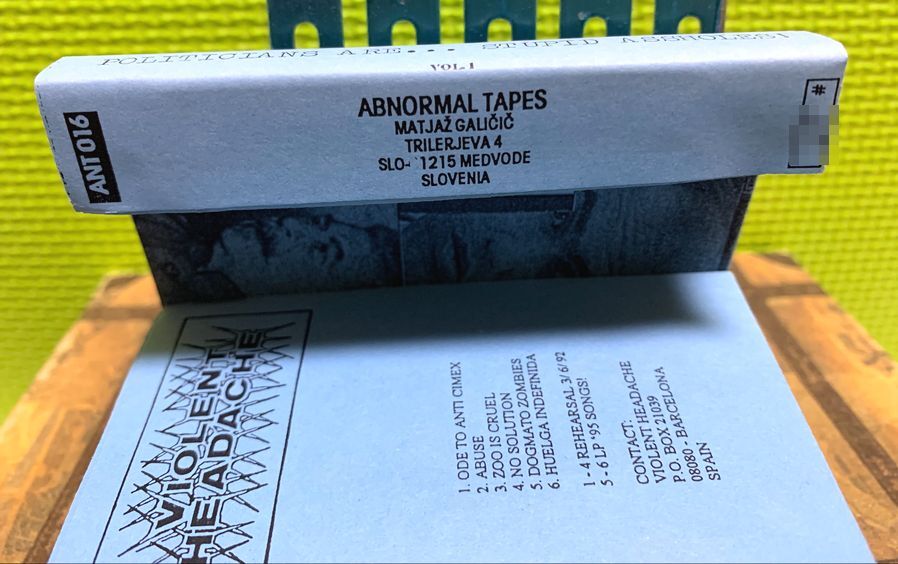 POLITICIANS ARE... STUPID ASSHOLES!
VOL.1
ANT 016
ABNORMAL TAPES
MATJAŽ GALIČIČ
TRILERJEVA 4
SLO-1215 MEDVODE
SLOVENIA
#
VIOLENT
HEADACHE
1. ODE TO ANTI CIMEX
2. ABUSE
3. ZOO IS CRUEL
4. NO SOLUTION
5. DOGMATO ZOMBIES
6. HUELGA INDEFINIDA
1 - 4 REHEARSAL 3/6/92
5 - 6 LP '95 SONGS!
CONTACT:
VIOLENT HEADACHE
P.O. BOX 21039
08080 - BARCELONA
SPAIN